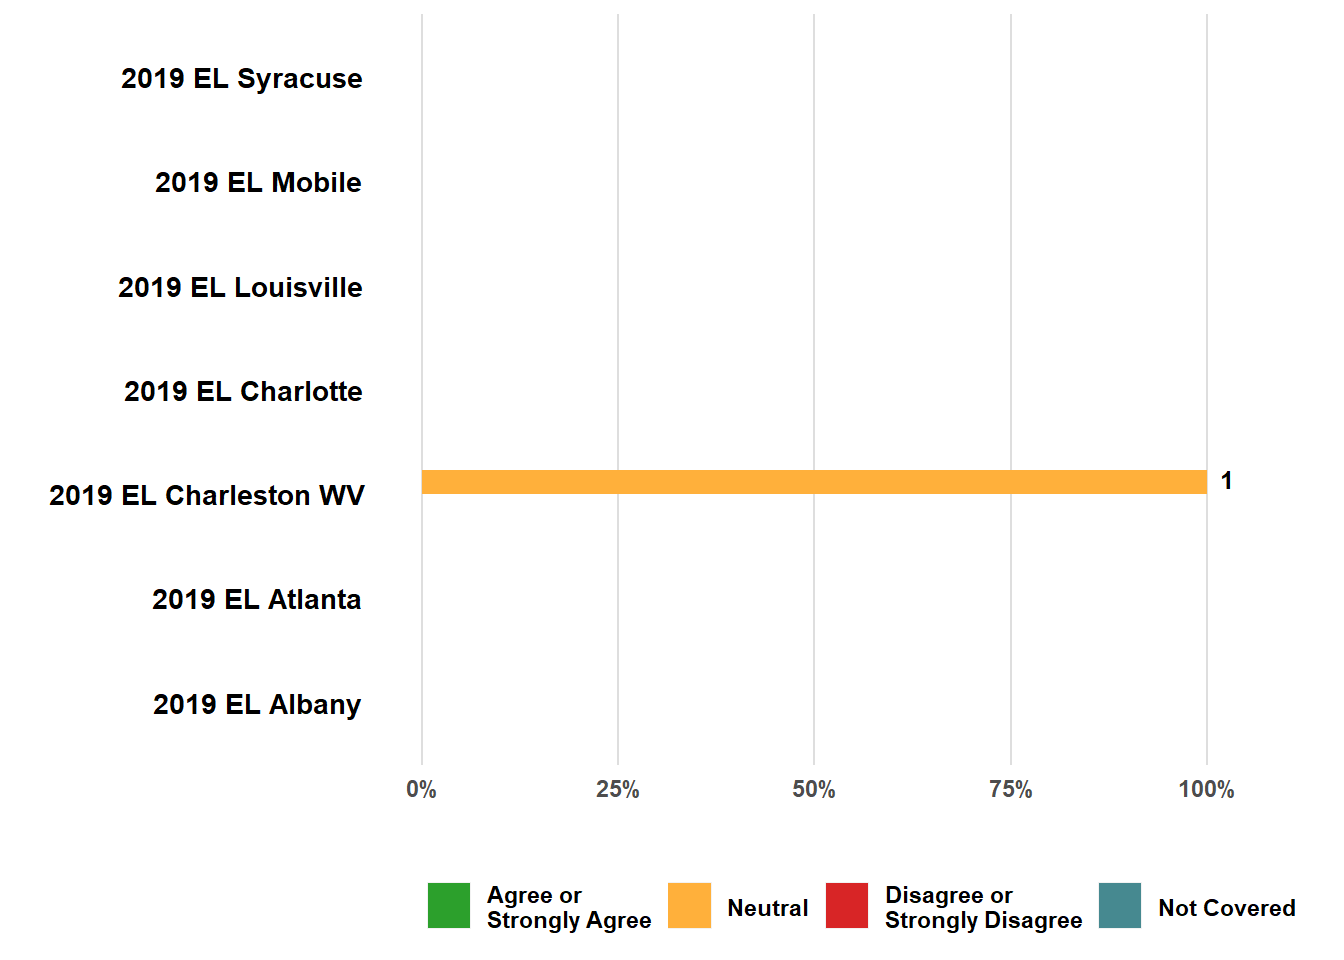 2019 EL Syracuse
2019 EL Mobile
2019 EL Louisville
2019 EL Charlotte
2019 EL Charleston WV
1
2019 EL Atlanta
2019 EL Albany
0%
25%
50%
75%
100%
Agree or
Strongly Agree
Neutral
Disagree or
Strongly Disagree
Not Covered